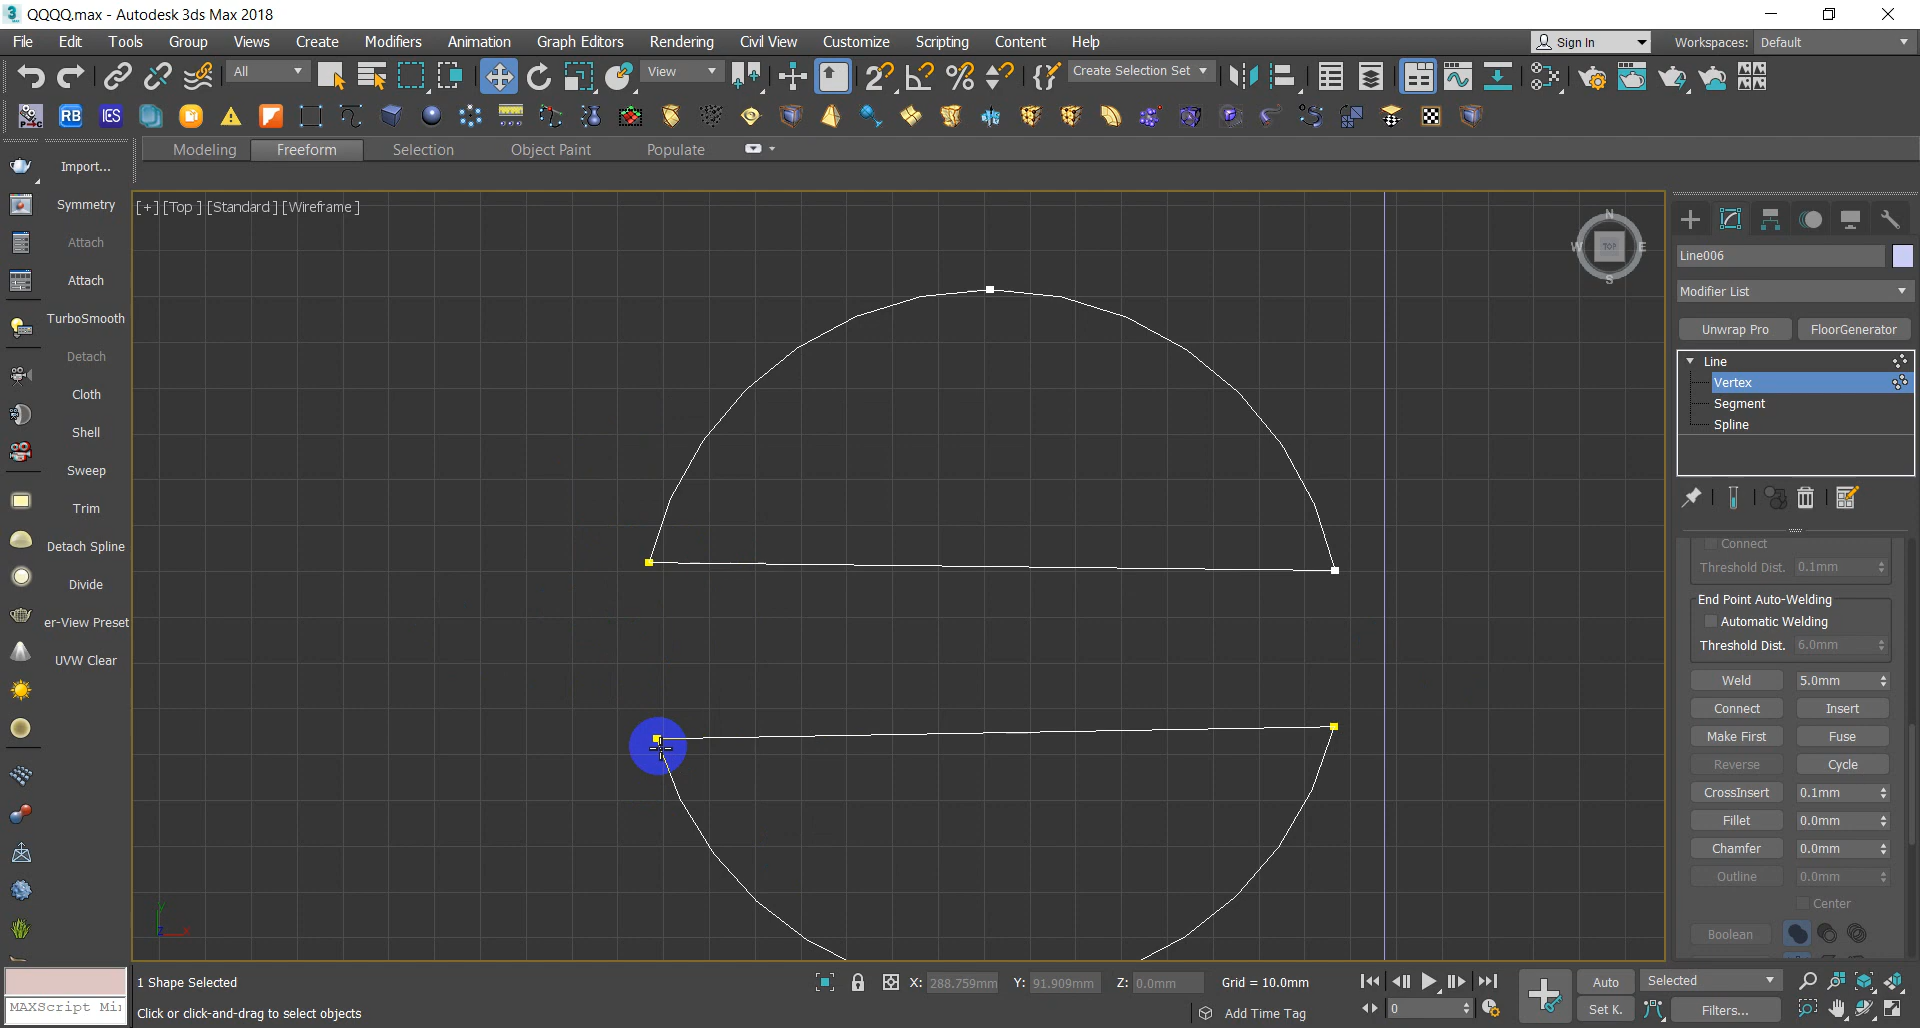 QQQQ.max - Autodesk 3ds Max 2018
File Edit Tools Group Views Create Modifiers Animation Graph Editors Rendering Civil View Customize Scripting Content Help
Sign In Workspaces: Default
All View Create Selection Set
RB IES
Modeling Freeform Selection Object Paint Populate
Import...
Symmetry
Attach
Attach
TurboSmooth
Detach
Cloth
Shell
Sweep
Trim
Detach Spline
Divide
er-View Preset
UVW Clear
[+] [Top ] [Standard ] [Wireframe ]
N
W TOP E
S
y
z x
Line006
Modifier List
Unwrap Pro FloorGenerator
Line
Vertex
Segment
Spline
Connect
Threshold Dist. 0.1mm
End Point Auto-Welding
Automatic Welding
Threshold Dist. 6.0mm
Weld 5.0mm
Connect Insert
Make First Fuse
Reverse Cycle
CrossInsert 0.1mm
Fillet 0.0mm
Chamfer 0.0mm
Outline 0.0mm
Center
Boolean
1 Shape Selected X: 288.759mm Y: 91.909mm Z: 0.0mm Grid = 10.0mm Auto Selected
MAXScript Mi
Click or click-and-drag to select objects Add Time Tag 0 Set K. Filters...